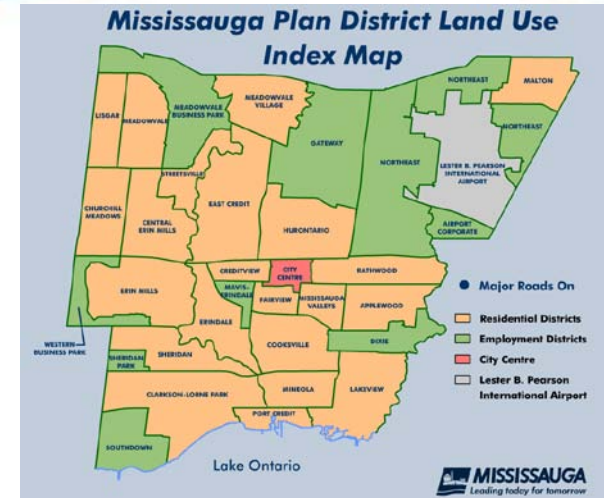 Mississauga Plan District Land Use
Index Map
LISGAR
MEADOWVALE
MEADOWVALE
BUSINESS PARK
MEADOWVALE
VILLAGE
GATEWAY
NORTHEAST
MALTON
NORTHEAST
NORTHEAST
LESTER B. PEARSON
INTERNATIONAL
AIRPORT
AIRPORT
CORPORATE
STREETSVILLE
EAST CREDIT
HURONTARIO
CHURCHILL
MEADOWS
CENTRAL
ERIN MILLS
CREDITVIEW
CITY
CENTRE
RATHWOOD
ERIN MILLS
MAVIS-
ERINDALE
FAIRVIEW
MISSISSAUGA
VALLEYS
APPLEWOOD
ERINDALE
COOKSVILLE
DIXIE
WESTERN
BUSINESS PARK
SHERIDAN
PARK
SHERIDAN
CLARKSON-LORNE PARK
MINEOLA
LAKEVIEW
PORT CREDIT
SOUTHDOWN
Lake Ontario
Major Roads On
Residential Districts
Employment Districts
City Centre
Lester B. Pearson
International Airport
MISSISSAUGA
Leading today for tomorrow